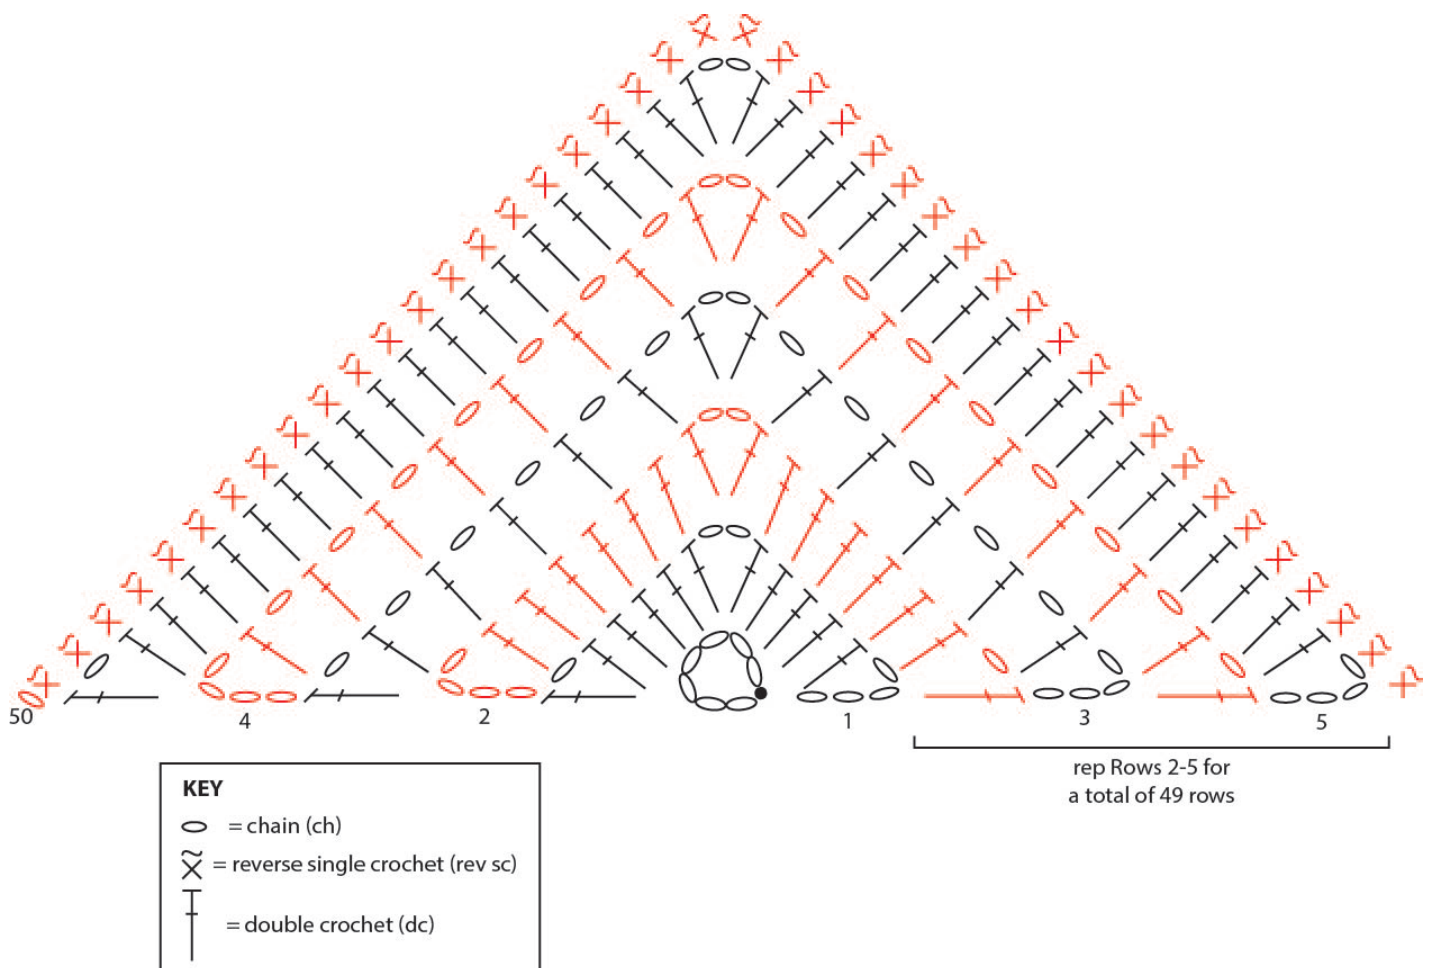 50
4
2
1
3
5
rep Rows 2-5 for
a total of 49 rows
KEY
= chain (ch)
= reverse single crochet (rev sc)
= double crochet (dc)